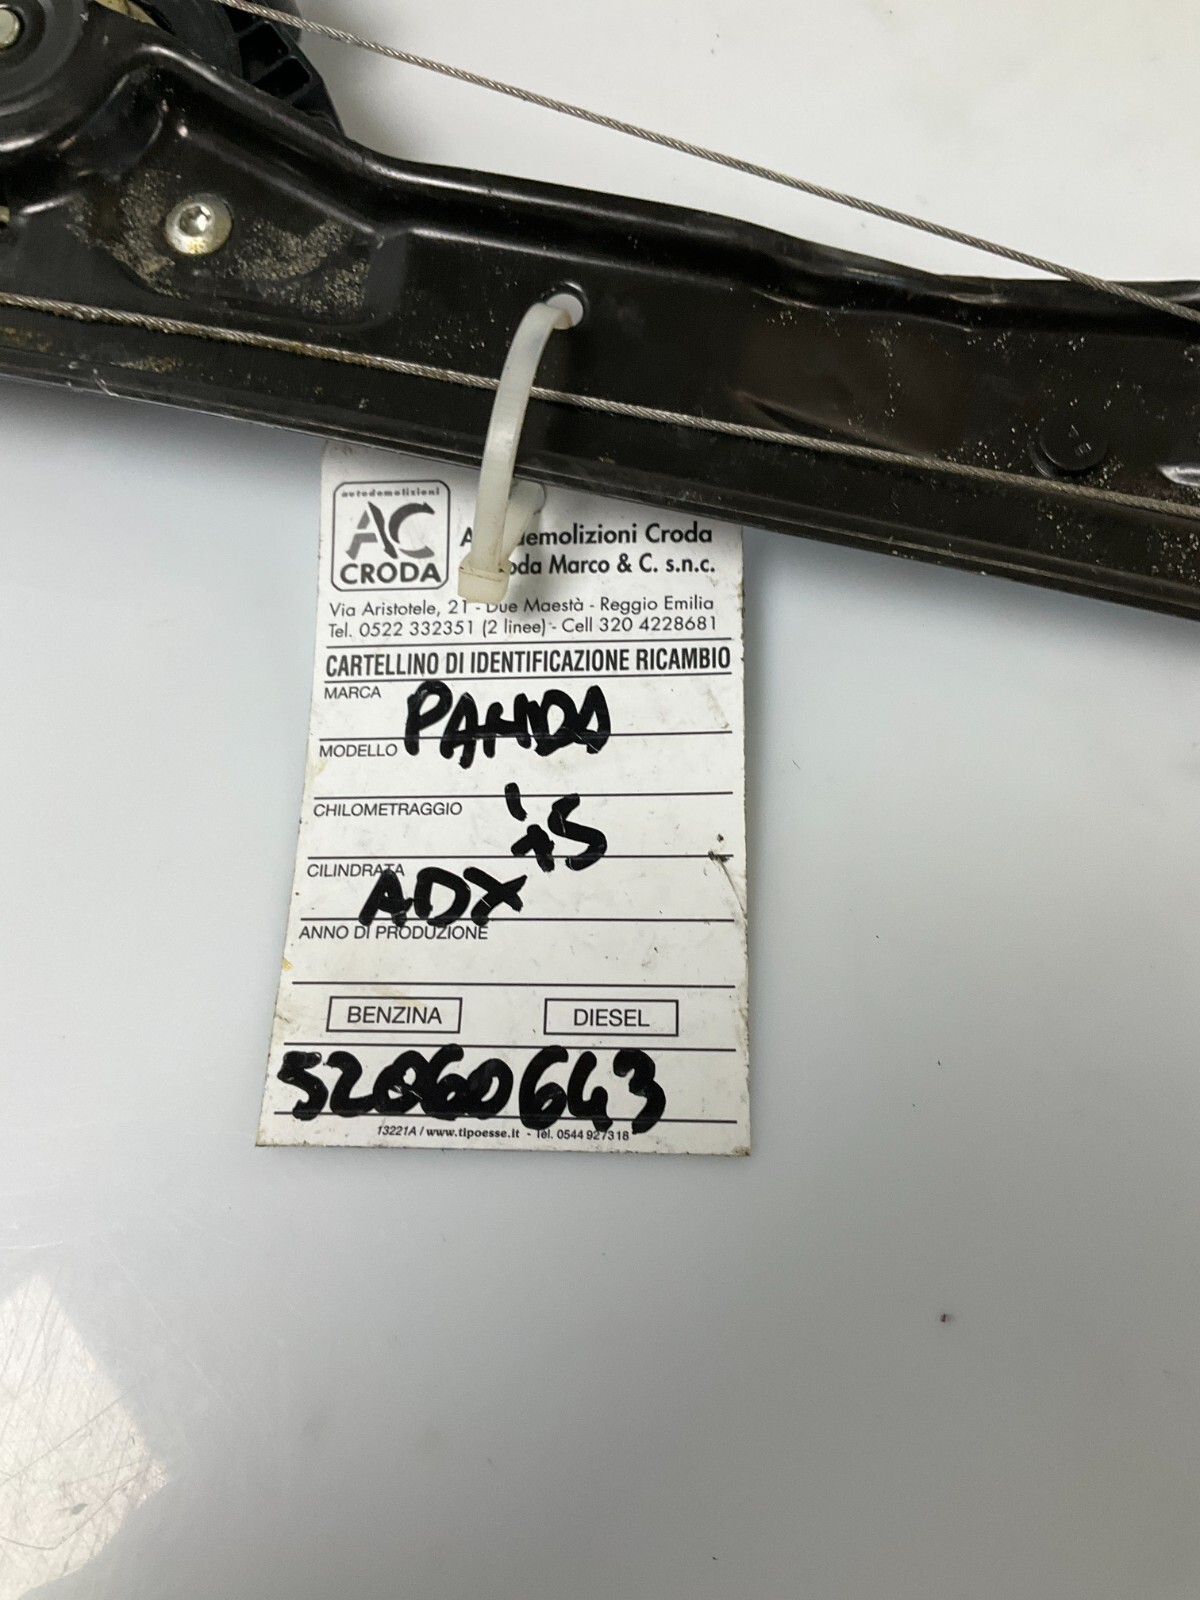 autodemolizioni
AC
CRODA
demolizioni Croda
oda Marco & C. s.n.c.
Via Aristotele, 21 - Due Maestà - Reggio Emilia
Tel. 0522 332351 (2 linee) - Cell 320 4228681
CARTELLINO DI IDENTIFICAZIONE RICAMBIO
MARCA PANDA
MODELLO
CHILOMETRAGGIO '15
CILINDRATA ADX
ANNO DI PRODUZIONE
BENZINA DIESEL
52060643
13221A / www.tipoesse.it - Tel. 0544 927318